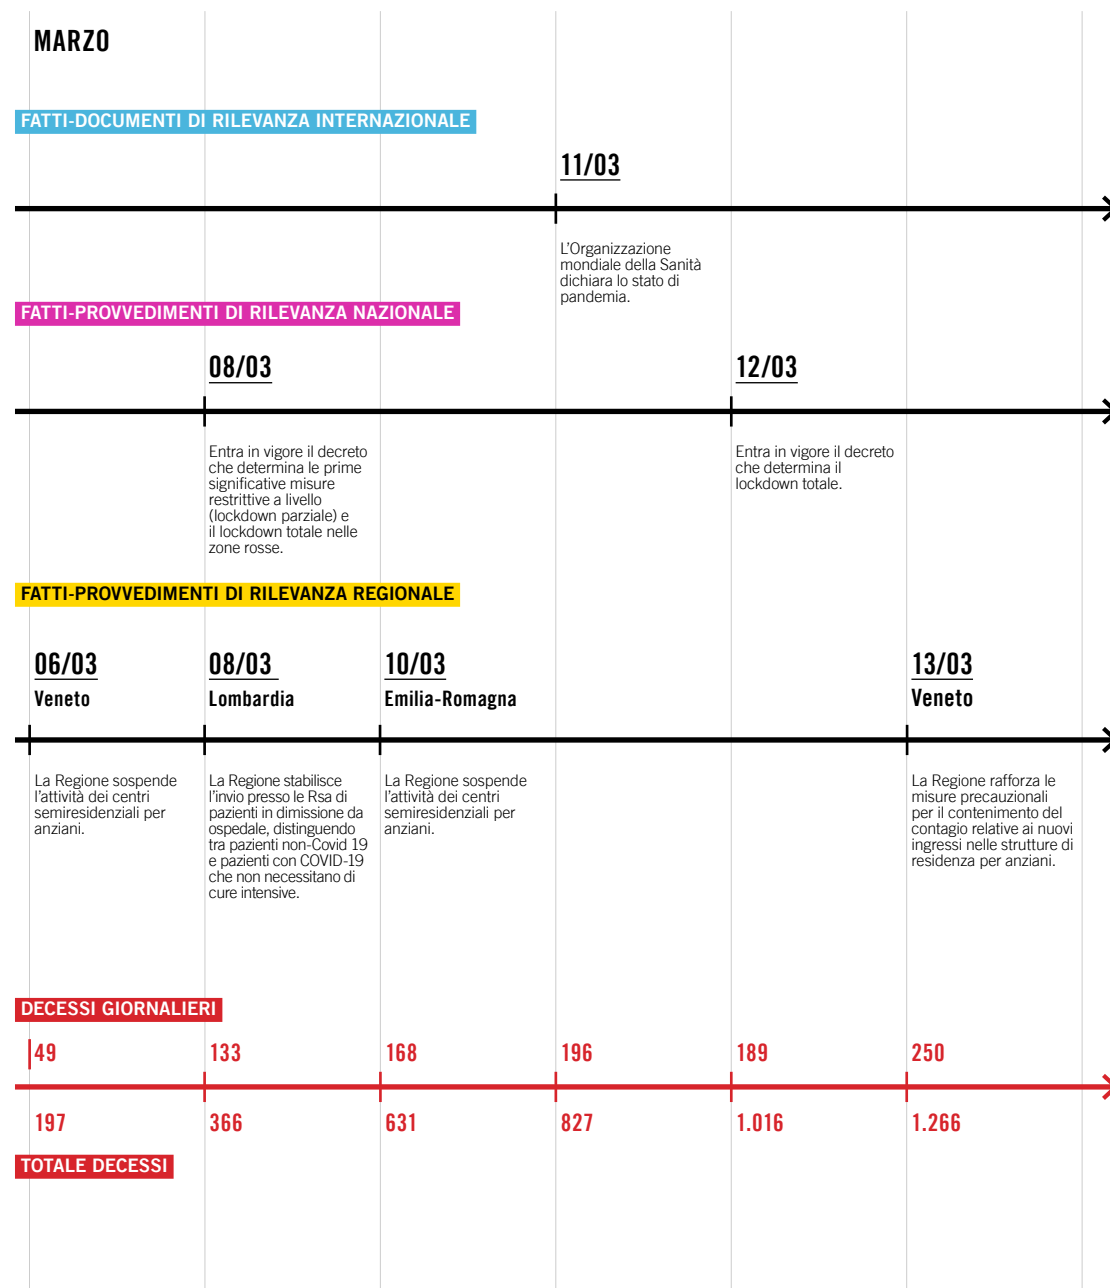 MARZO
FATTI-DOCUMENTI DI RILEVANZA INTERNAZIONALE
11/03
L'Organizzazione
mondiale della Sanità
dichiara lo stato di
pandemia.
FATTI-PROVVEDIMENTI DI RILEVANZA NAZIONALE
08/03
Entra in vigore il decreto
che determina le prime
significative misure
restrittive a livello
(lockdown parziale) e
il lockdown totale nelle
zone rosse.
12/03
Entra in vigore il decreto
che determina il
lockdown totale.
FATTI-PROVVEDIMENTI DI RILEVANZA REGIONALE
06/03
Veneto
La Regione sospende
l'attività dei centri
semiresidenziali per
anziani.
08/03
Lombardia
La Regione stabilisce
l'invio presso le Rsa di
pazienti in dimissione da
ospedale, distinguendo
tra pazienti non-Covid 19
e pazienti con COVID-19
che non necessitano di
cure intensive.
10/03
Emilia-Romagna
La Regione sospende
l'attività dei centri
semiresidenziali per
anziani.
13/03
Veneto
La Regione rafforza le
misure precauzionali
per il contenimento del
contagio relative ai nuovi
ingressi nelle strutture di
residenza per anziani.
DECESSI GIORNALIERI
49 133 168 196 189 250
197 366 631 827 1.016 1.266
TOTALE DECESSI